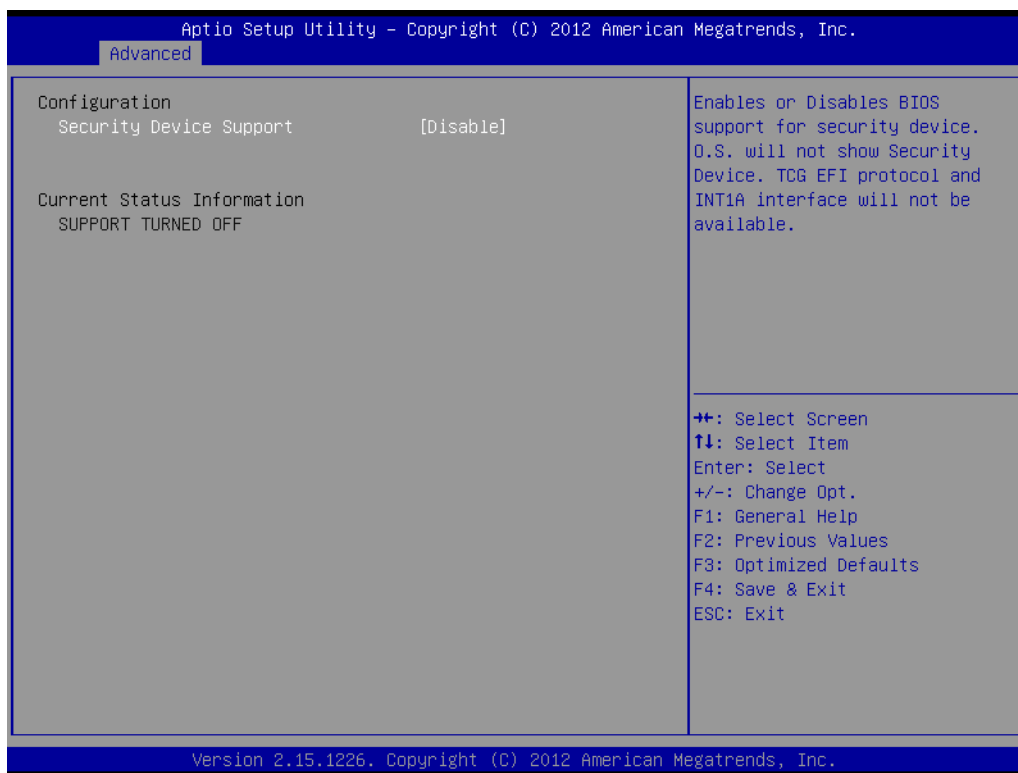 Aptio Setup Utility – Copyright (C) 2012 American Megatrends, Inc.
Advanced
Configuration
Security Device Support [Disable]
Current Status Information
SUPPORT TURNED OFF
Enables or Disables BIOS
support for security device.
O.S. will not show Security
Device. TCG EFI protocol and
INT1A interface will not be
available.
→←: Select Screen
↑↓: Select Item
Enter: Select
+/-: Change Opt.
F1: General Help
F2: Previous Values
F3: Optimized Defaults
F4: Save & Exit
ESC: Exit
Version 2.15.1226. Copyright (C) 2012 American Megatrends, Inc.